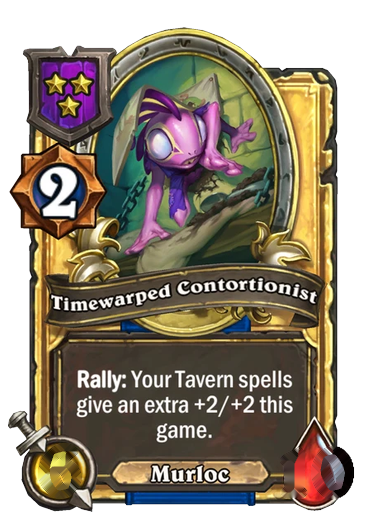 2
Timewarped Contortionist
Rally: Your Tavern spells
give an extra +2/+2 this
game.
Murloc